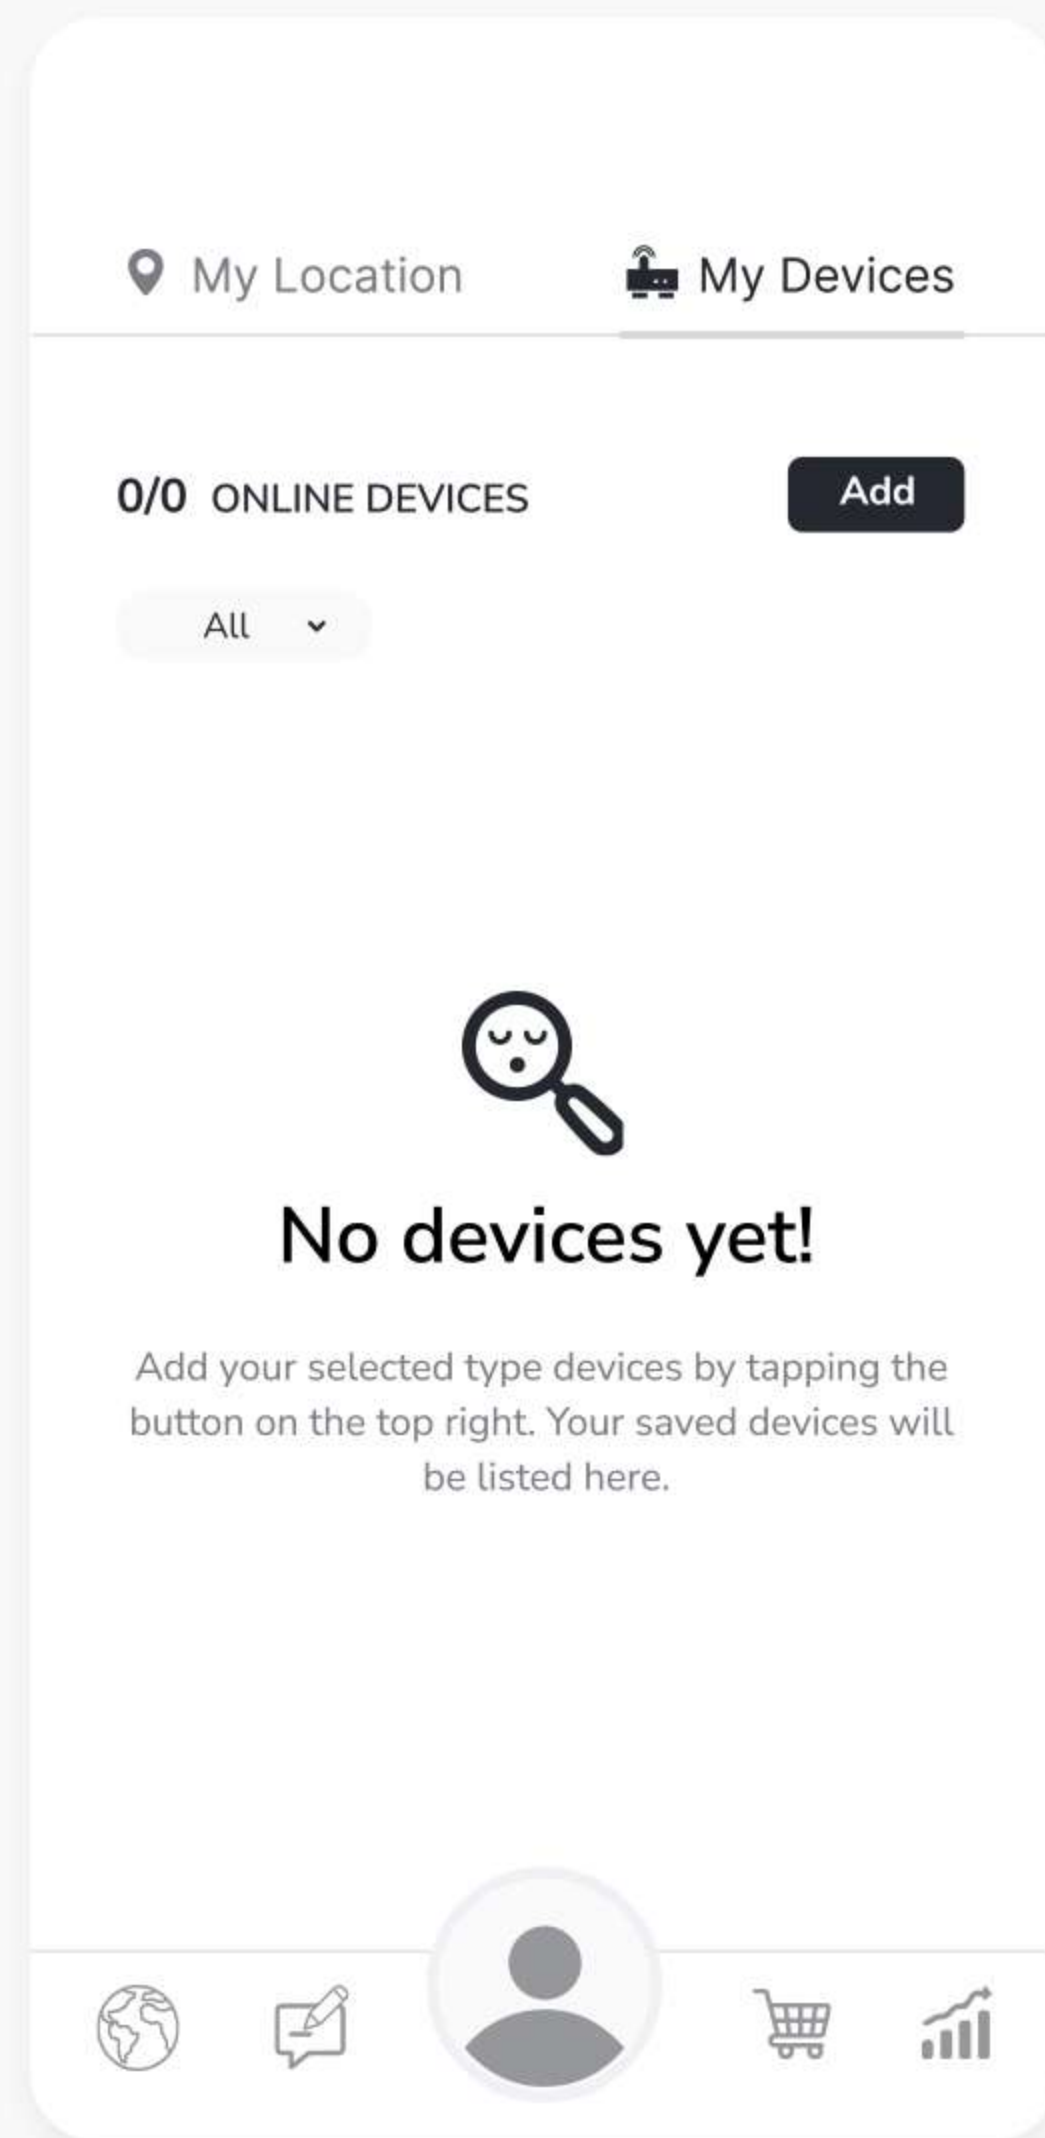 My Location
My Devices
0/0 ONLINE DEVICES
Add
All
No devices yet!
Add your selected type devices by tapping the
button on the top right. Your saved devices will
be listed here.